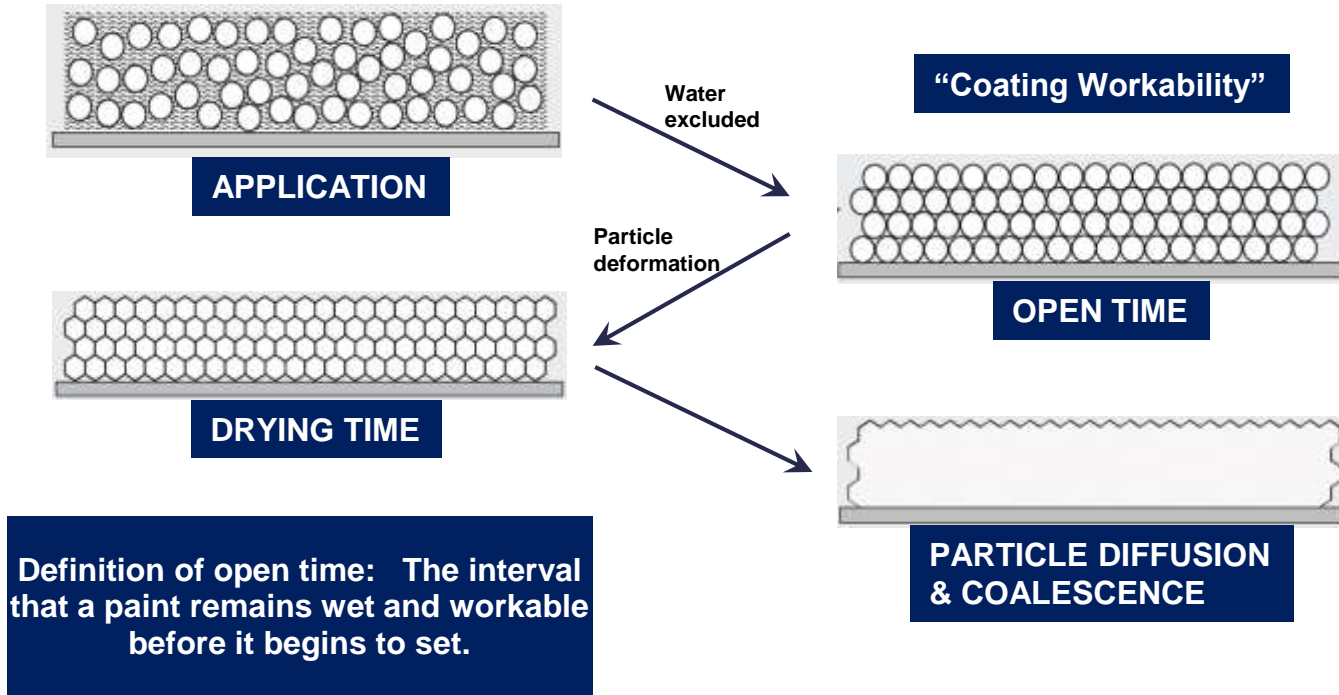 APPLICATION
Water
excluded
“Coating Workability”
OPEN TIME
Particle
deformation
DRYING TIME
PARTICLE DIFFUSION
& COALESCENCE
Definition of open time: The interval
that a paint remains wet and workable
before it begins to set.